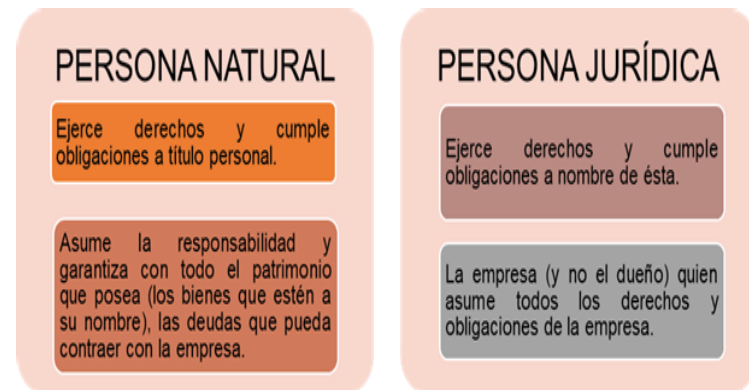 PERSONA NATURAL
Ejerce derechos y cumple
obligaciones a título personal.
Asume la responsabilidad y
garantiza con todo el patrimonio
que posea (los bienes que estén a
su nombre), las deudas que pueda
contraer con la empresa.
PERSONA JURÍDICA
Ejerce derechos y cumple
obligaciones a nombre de ésta.
La empresa (y no el dueño) quien
asume todos los derechos y
obligaciones de la empresa.